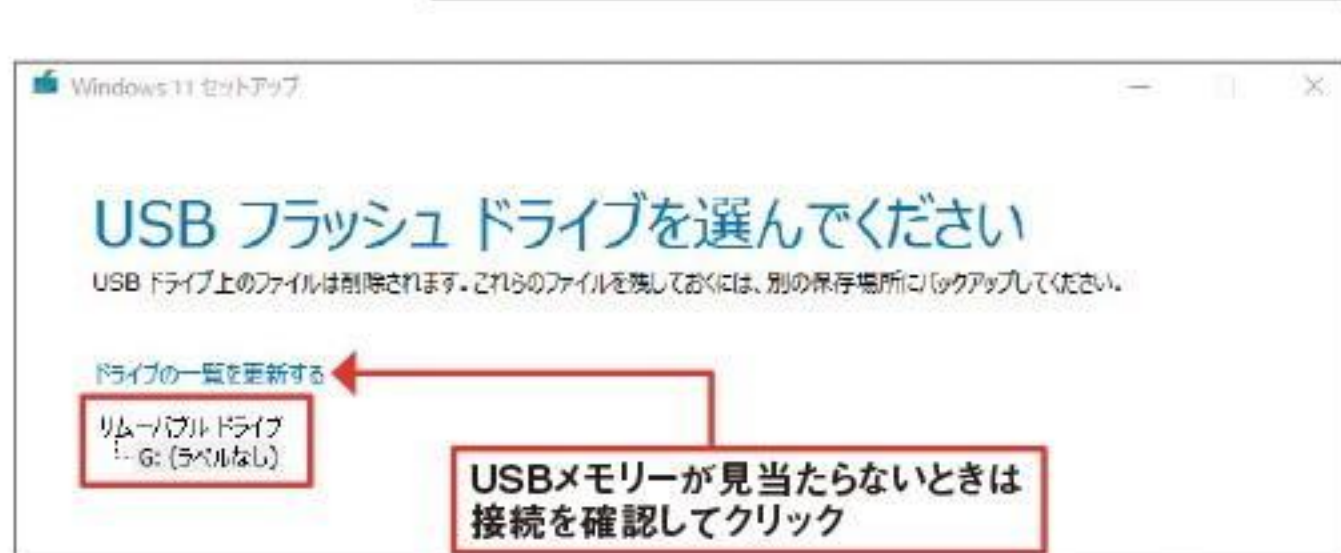 Windows 11 セットアップ
USB フラッシュ ドライブを選んでください
USB ドライブ上のファイルは削除されます。これらのファイルを残しておくには、別の保存場所にバックアップしてください。
ドライブの一覧を更新する
リムーバブル ドライブ
G: (ラベルなし)
USBメモリーが見当たらないときは
接続を確認してクリック